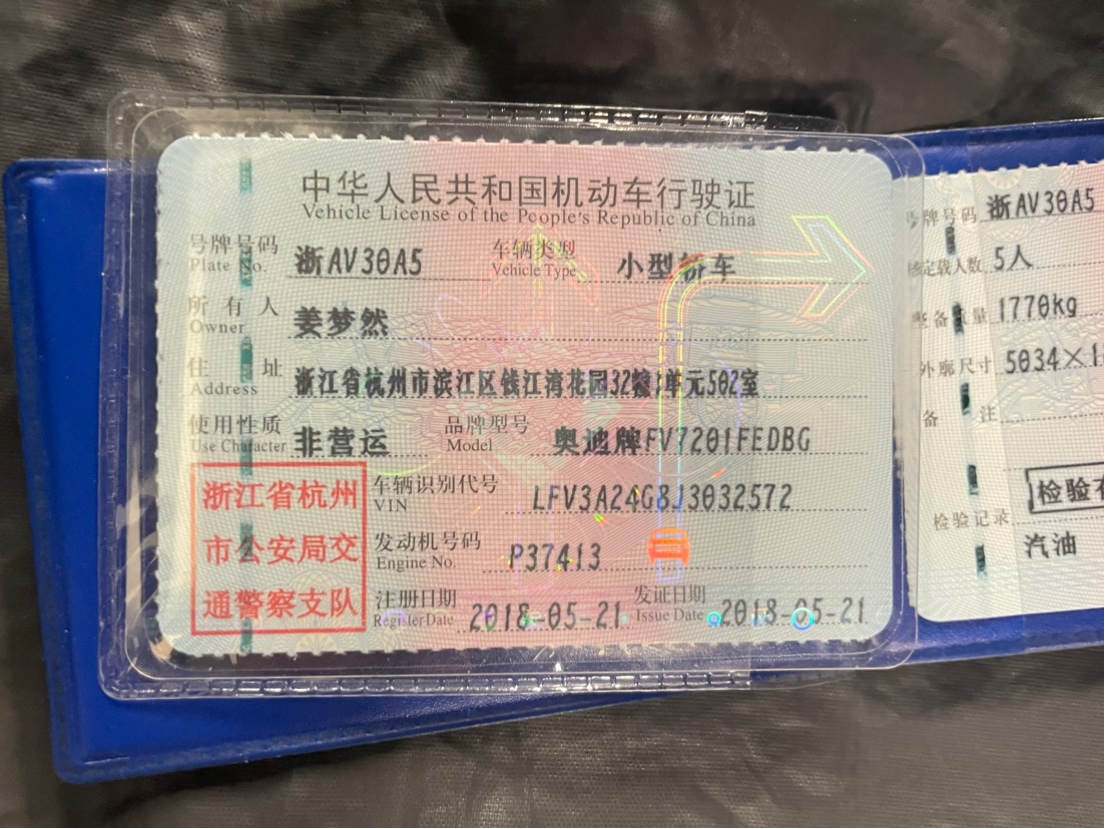 中华人民共和国机动车行驶证
Vehicle License of the People's Republic of China
号牌号码 浙AV30A5 车辆类型 小型轿车
Plate No. Vehicle Type
所有人 姜梦然
Owner
住址 浙江省杭州市滨江区钱江湾花园32幢1单元502室
Address
使用性质 非营运 品牌型号 奥迪牌FV7201FEDBG
Use Character Model
浙江省杭州
市公安局交
通警察支队
车辆识别代号 LFV3A24G8J3032572
VIN
发动机号码 P37413
Engine No.
注册日期 2018-05-21 发证日期 2018-05-21
Register Date Issue Date
号牌号码 浙AV30A5
核定载人数 5人
整备质量 1770kg
外廓尺寸 5034×1
备注
检验
检验记录
汽油